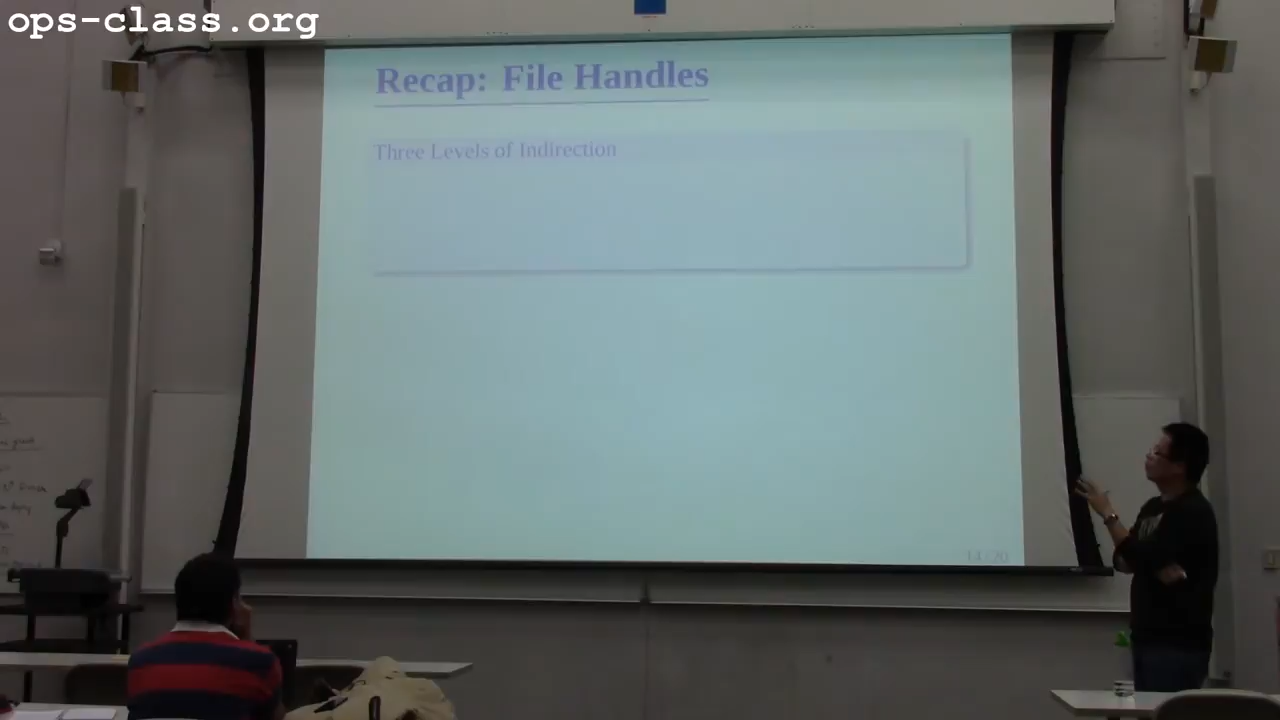 ops-class.org
Recap: File Handles
Three Levels of Indirection